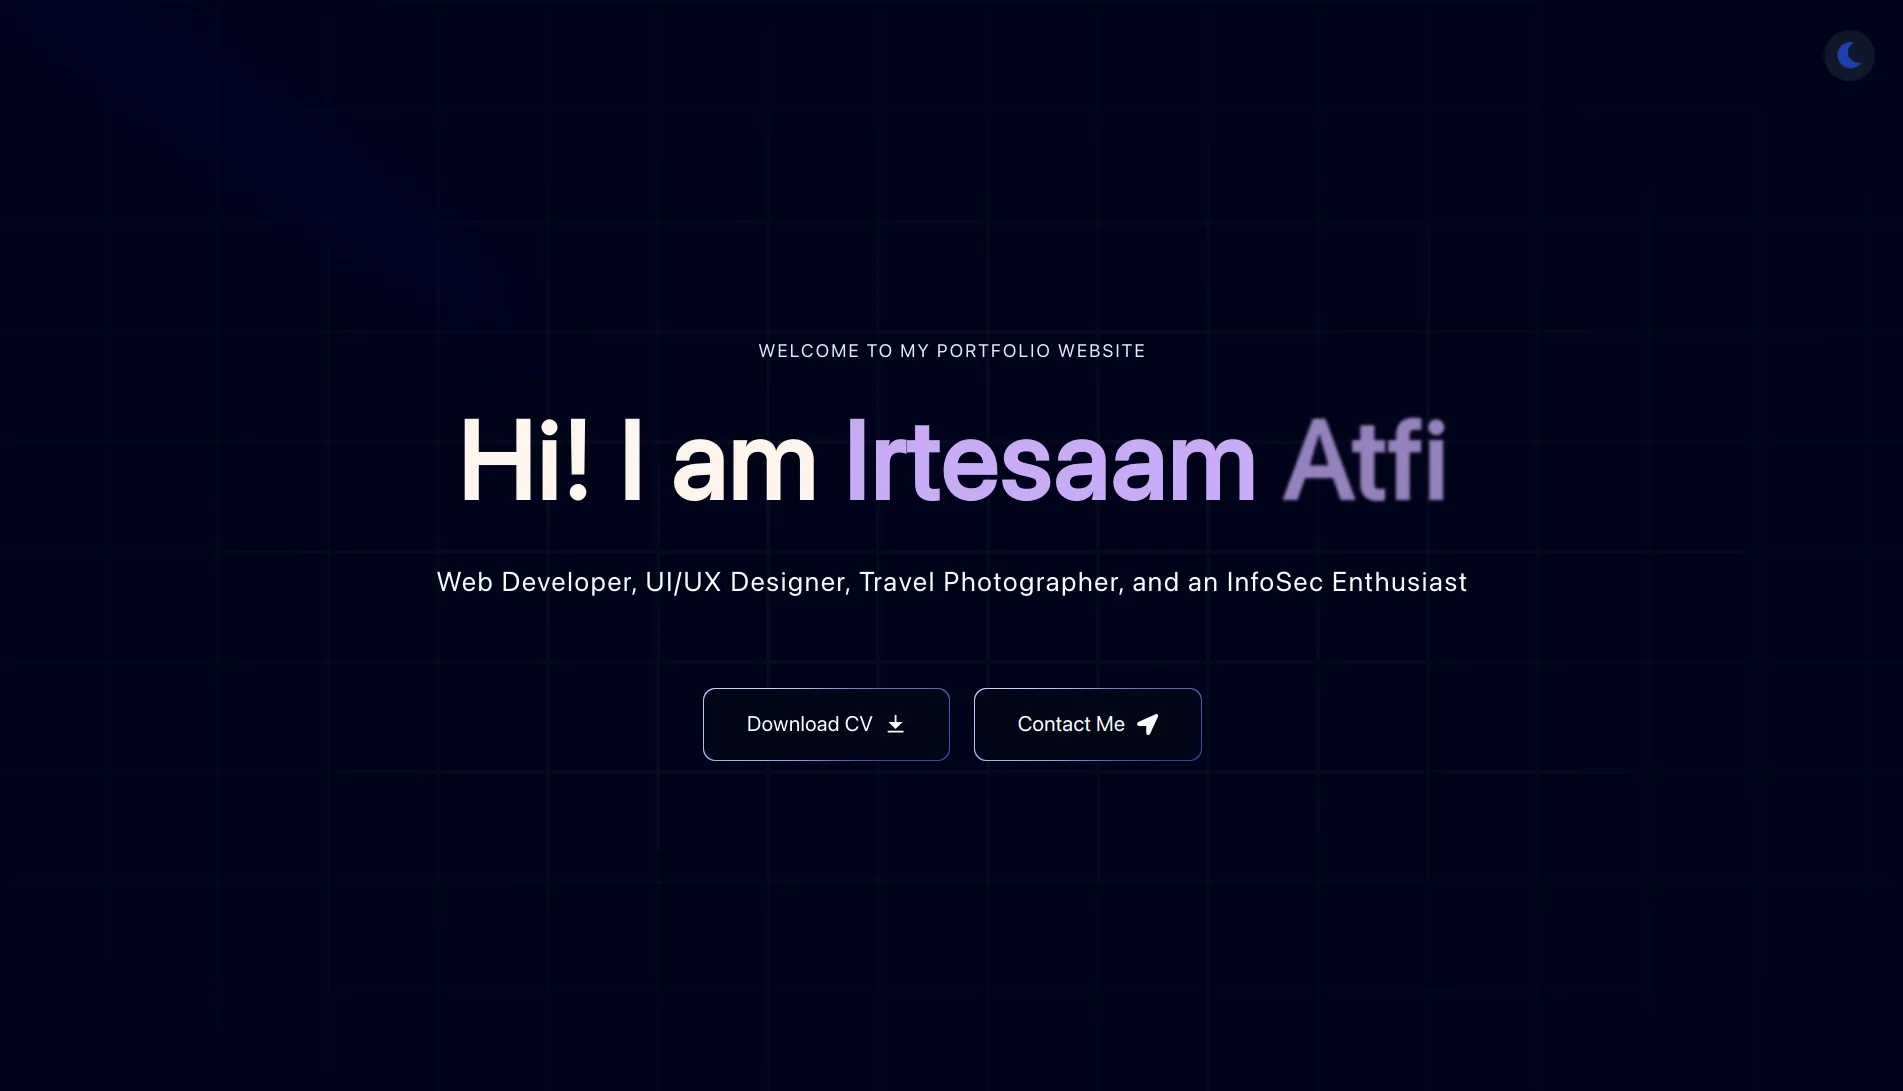 WELCOME TO MY PORTFOLIO WEBSITE
Hi! I am Irtesaam Atfi
Web Developer, UI/UX Designer, Travel Photographer, and an InfoSec Enthusiast
Download CV
Contact Me